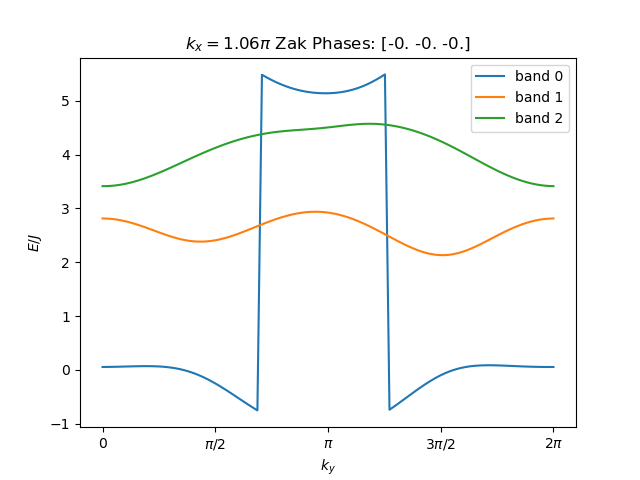 $k_x = 1.06\pi$ Zak Phases: [-0. -0. -0.]
band 0
band 1
band 2
E/J
5
4
3
2
1
0
−1
0
π/2
π
3π/2
2π
$k_y$